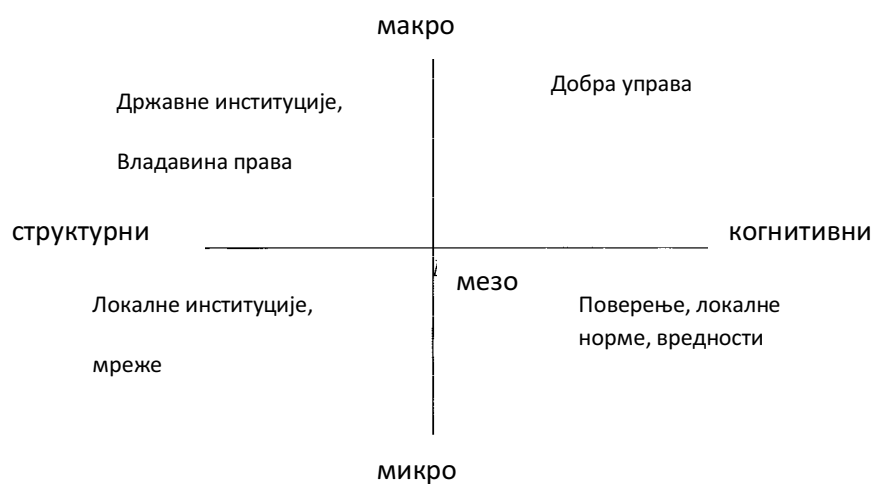 макро
Државне институције,
Добра управа
Владавина права
структурни
когнитивни
мезо
Локалне институције,
Поверење, локалне
норме, вредности
мреже
микро